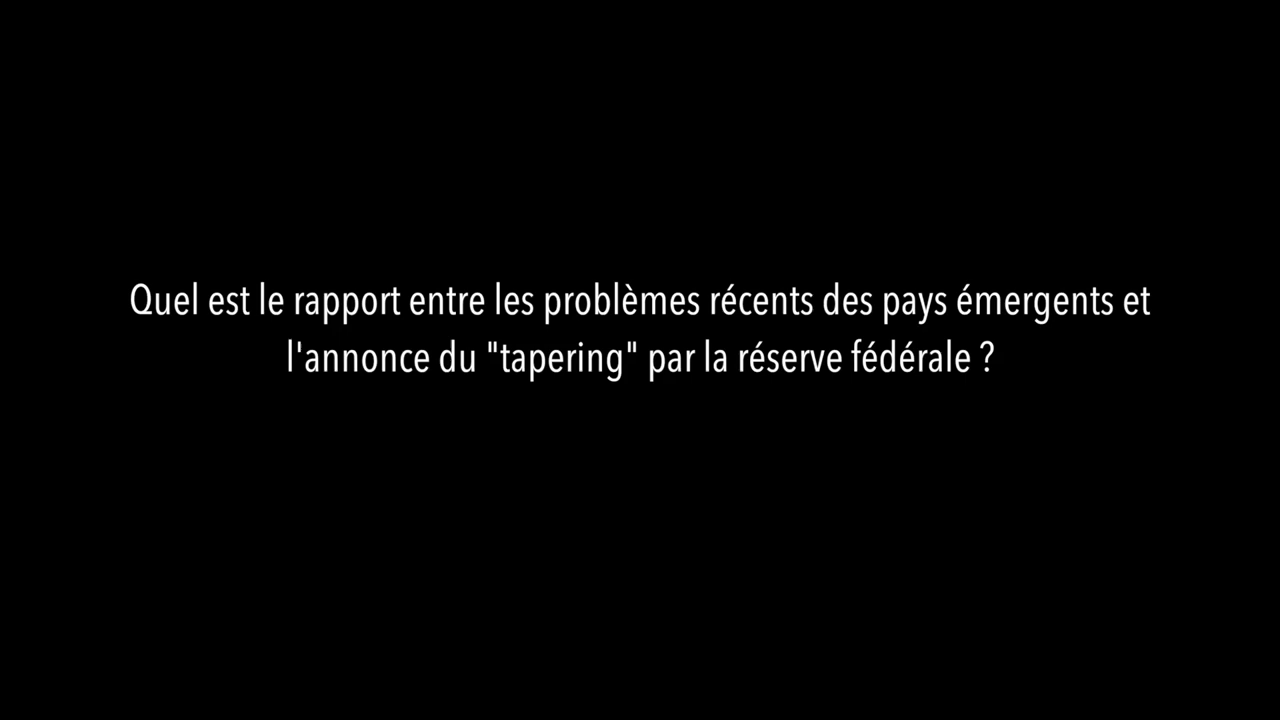 Quel est le rapport entre les problèmes récents des pays émergents et
l'annonce du "tapering" par la réserve fédérale ?